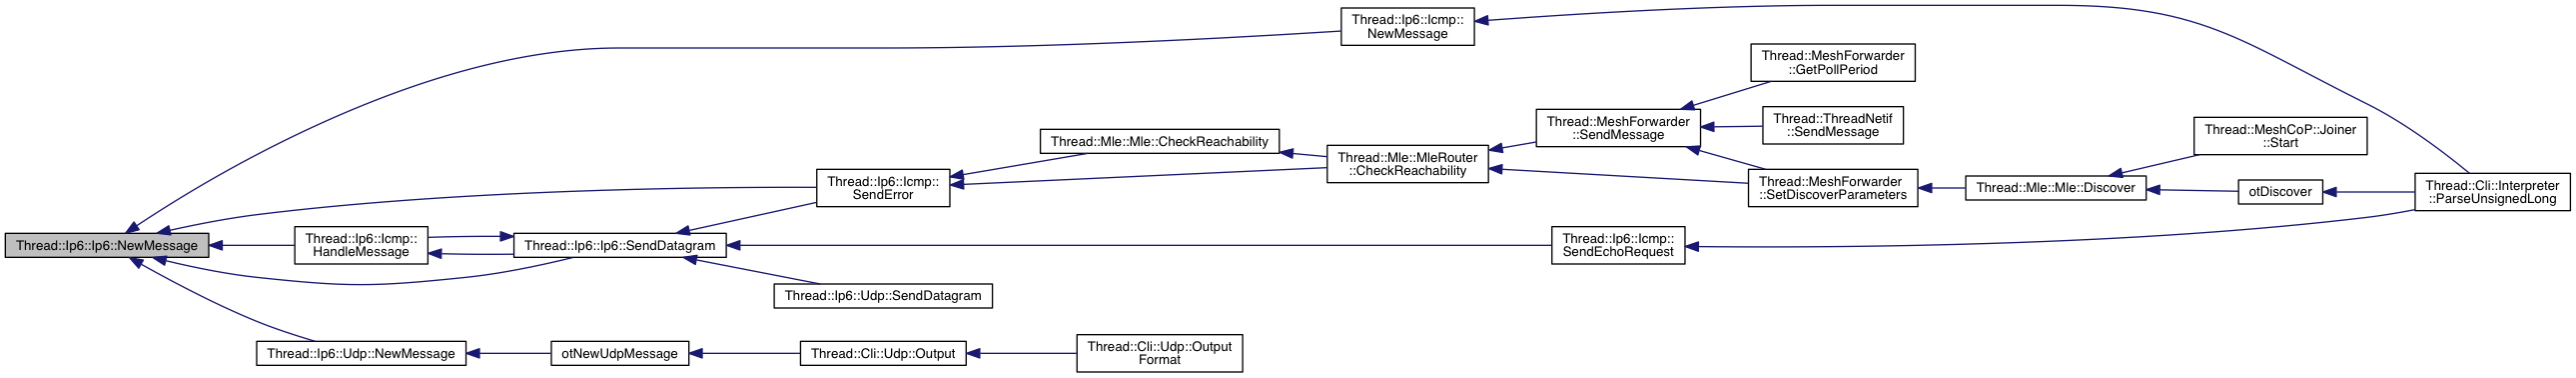 Thread::Ip6::Icmp::
NewMessage
Thread::MeshForwarder
::GetPollPeriod
Thread::MeshForwarder
::SendMessage
Thread::ThreadNetif
::SendMessage
Thread::MeshCoP::Joiner
::Start
Thread::Mle::Mle::CheckReachability
Thread::Mle::MleRouter
::CheckReachability
Thread::Ip6::Icmp::
SendError
Thread::MeshForwarder
::SetDiscoverParameters
Thread::Mle::Mle::Discover
otDiscover
Thread::Cli::Interpreter
::ParseUnsignedLong
Thread::Ip6::Ip6::NewMessage
Thread::Ip6::Icmp::
HandleMessage
Thread::Ip6::Ip6::SendDatagram
Thread::Ip6::Icmp::
SendEchoRequest
Thread::Ip6::Udp::SendDatagram
Thread::Ip6::Udp::NewMessage
otNewUdpMessage
Thread::Cli::Udp::Output
Thread::Cli::Udp::Output
Format